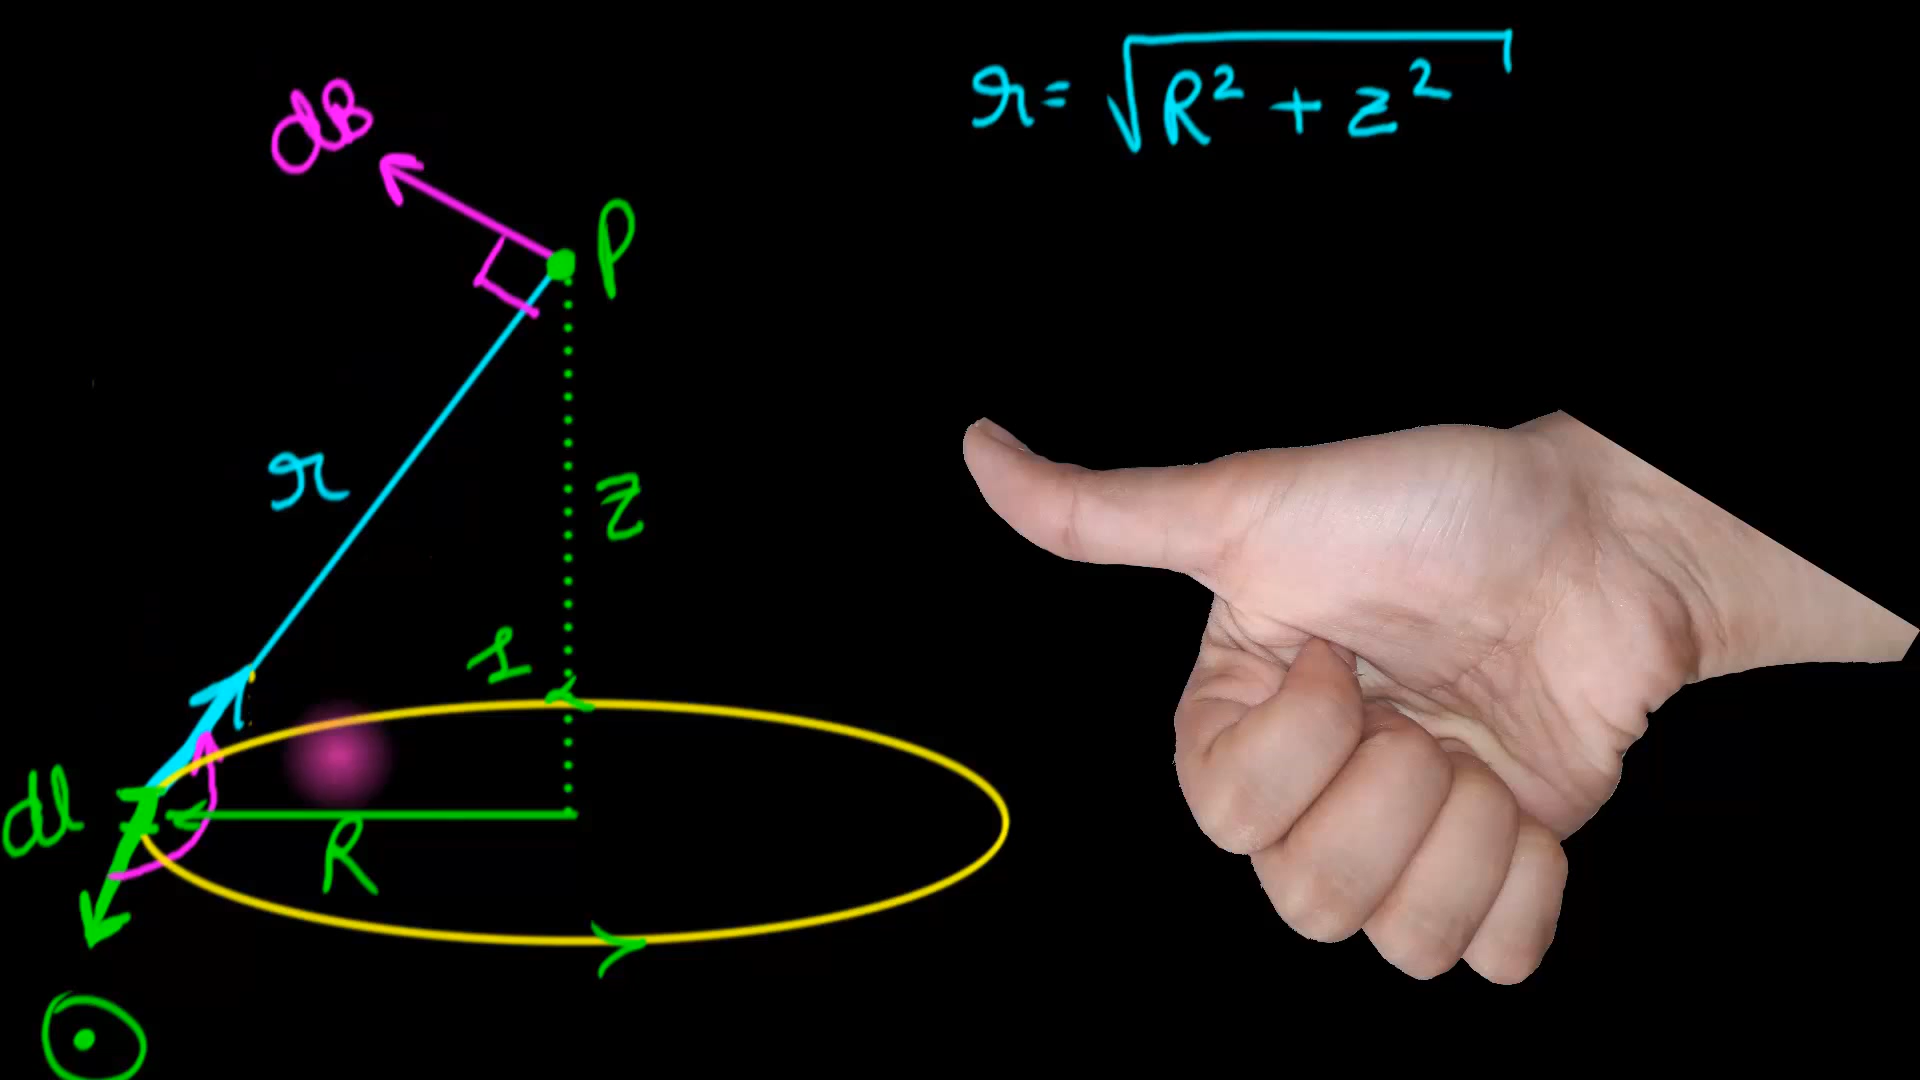 r = √R² + z²
dB
P
r
z
I
dl
R